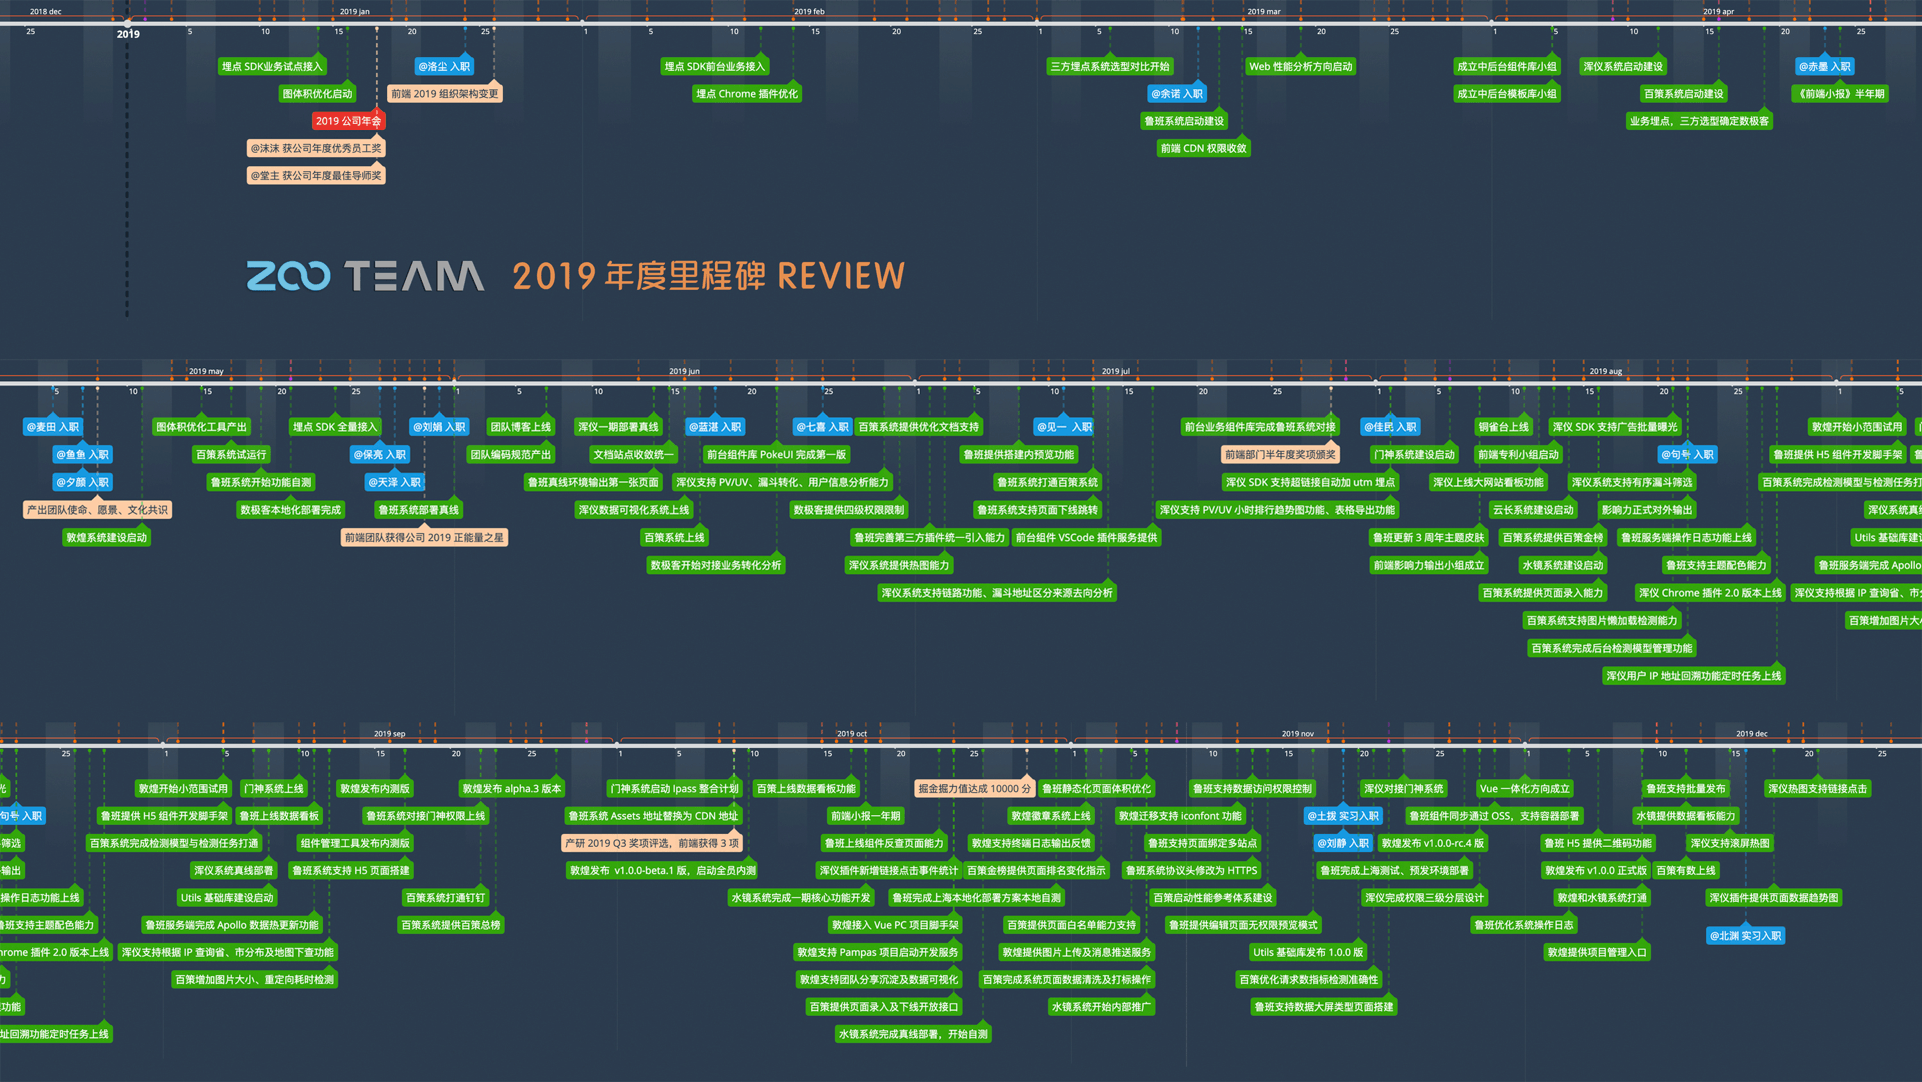 2018 dec
2019 jan
2019 feb
2019 mar
2019 apr
25
2019
5
10
15
20
25
1
5
10
15
20
25
1
5
10
15
20
25
1
5
10
15
20
25
埋点 SDK业务试点接入
@洛尘 入职
埋点 SDK前台业务接入
三方埋点系统选型对比开始
Web 性能分析方向启动
成立中后台组件库小组
浑仪系统启动建设
@赤墨 入职
图体积优化启动
前端 2019 组织架构变更
埋点 Chrome 插件优化
@余诺 入职
成立中后台模板库小组
百策系统启动建设
《前端小报》半年期
2019 公司年会
鲁班系统启动建设
业务埋点，三方选型确定数极客
@沫沫 获公司年度优秀员工奖
前端 CDN 权限收敛
@堂主 获公司年度最佳导师奖
ZOO TEAM 2019 年度里程碑 REVIEW
2019 may
2019 jun
2019 jul
2019 aug
5
10
15
20
25
1
5
10
15
20
25
1
5
10
15
20
25
1
5
10
15
20
25
1
5
@麦田 入职
图体积优化工具产出
埋点 SDK 全量接入
@刘娟 入职
团队博客上线
浑仪一期部署真线
@蓝湛 入职
@七喜 入职
百策系统提供优化文档支持
@见一 入职
前台业务组件库完成鲁班系统对接
@佳民 入职
铜雀台上线
浑仪 SDK 支持广告批量曝光
敦煌开始小范围试用
@鱼鱼 入职
百策系统试运行
@保亮 入职
团队编码规范产出
文档站点收敛统一
前台组件库 PokeUI 完成第一版
鲁班提供搭建内预览功能
前端部门半年度奖项颁奖
门神系统建设启动
前端专利小组启动
@句号 入职
鲁班提供 H5 组件开发脚手架
@夕颜 入职
鲁班系统开始功能自测
@天泽 入职
鲁班真线环境输出第一张页面
浑仪支持 PV/UV、漏斗转化、用户信息分析能力
鲁班系统打通百策系统
浑仪 SDK 支持超链接自动加 utm 埋点
浑仪上线大网站看板功能
浑仪系统支持有序漏斗筛选
百策系统完成检测模型与检测任务打
产出团队使命、愿景、文化共识
数极客本地化部署完成
鲁班系统部署真线
浑仪数据可视化系统上线
数极客提供四级权限限制
鲁班系统支持页面下线跳转
浑仪支持 PV/UV 小时排行趋势图功能、表格导出功能
云长系统建设启动
影响力正式对外输出
浑仪系统真线
敦煌系统建设启动
前端团队获得公司 2019 正能量之星
百策系统上线
鲁班完善第三方插件统一引入能力
前台组件 VSCode 插件服务提供
鲁班更新 3 周年主题皮肤
百策系统提供百策金榜
鲁班服务端操作日志功能上线
Utils 基础库建设
数极客开始对接业务转化分析
浑仪系统提供热图能力
前端影响力输出小组成立
水镜系统建设启动
鲁班支持主题配色能力
鲁班服务端完成 Apollo
浑仪系统支持链路功能、漏斗地址区分来源去向分析
百策系统提供页面录入能力
浑仪 Chrome 插件 2.0 版本上线
浑仪支持根据 IP 查询省、市分
百策系统支持图片懒加载检测能力
百策增加图片大小
百策系统完成后台检测模型管理功能
浑仪用户 IP 地址回溯功能定时任务上线
2019 sep
2019 oct
2019 nov
2019 dec
25
1
5
10
15
20
25
1
5
10
15
20
25
1
5
10
15
20
25
1
5
10
15
20
25
光
敦煌开始小范围试用
门神系统上线
敦煌发布内测版
敦煌发布 alpha.3 版本
门神系统启动 Ipass 整合计划
百策上线数据看板功能
掘金掘力值达成 10000 分
鲁班静态化页面体积优化
鲁班支持数据访问权限控制
浑仪对接门神系统
Vue 一体化方向成立
鲁班支持批量发布
浑仪热图支持链接点击
句号 入职
鲁班提供 H5 组件开发脚手架
鲁班上线数据看板
鲁班系统对接门神权限上线
鲁班系统 Assets 地址替换为 CDN 地址
前端小报一年期
敦煌徽章系统上线
敦煌迁移支持 iconfont 功能
@土拨 实习入职
鲁班组件同步通过 OSS，支持容器部署
水镜提供数据看板能力
筛选
百策系统完成检测模型与检测任务打通
组件管理工具发布内测版
产研 2019 Q3 奖项评选，前端获得 3 项
鲁班上线组件反查页面能力
敦煌支持终端日志输出反馈
鲁班支持页面绑定多站点
@刘静 入职
敦煌发布 v1.0.0-rc.4 版
鲁班 H5 提供二维码功能
浑仪支持滚屏热图
输出
浑仪系统真线部署
鲁班系统支持 H5 页面搭建
敦煌发布 v1.0.0-beta.1 版，启动全员内测
浑仪插件新增链接点击事件统计
百策金榜提供页面排名变化指示
鲁班系统协议头修改为 HTTPS
鲁班完成上海测试、预发环境部署
敦煌发布 v1.0.0 正式版
百策有数上线
操作日志功能上线
Utils 基础库建设启动
百策系统打通钉钉
水镜系统完成一期核心功能开发
鲁班完成上海本地化部署方案本地自测
百策启动性能参考体系建设
浑仪完成权限三级分层设计
敦煌和水镜系统打通
浑仪插件提供页面数据趋势图
班支持主题配色能力
鲁班服务端完成 Apollo 数据热更新功能
百策系统提供百策总榜
敦煌接入 Vue PC 项目脚手架
百策提供页面白名单能力支持
鲁班提供编辑页面无权限预览模式
鲁班优化系统操作日志
@北渊 实习入职
hrome 插件 2.0 版本上线
浑仪支持根据 IP 查询省、市分布及地图下查功能
敦煌支持 Pampas 项目启动开发服务
敦煌提供图片上传及消息推送服务
Utils 基础库发布 1.0.0 版
敦煌提供项目管理入口
力
百策增加图片大小、重定向耗时检测
敦煌支持团队分享沉淀及数据可视化
百策完成系统页面数据清洗及打标操作
百策优化请求数指标检测准确性
功能
百策提供页面录入及下线开放接口
水镜系统开始内部推广
鲁班支持数据大屏类型页面搭建
址回溯功能定时任务上线
水镜系统完成真线部署，开始自测